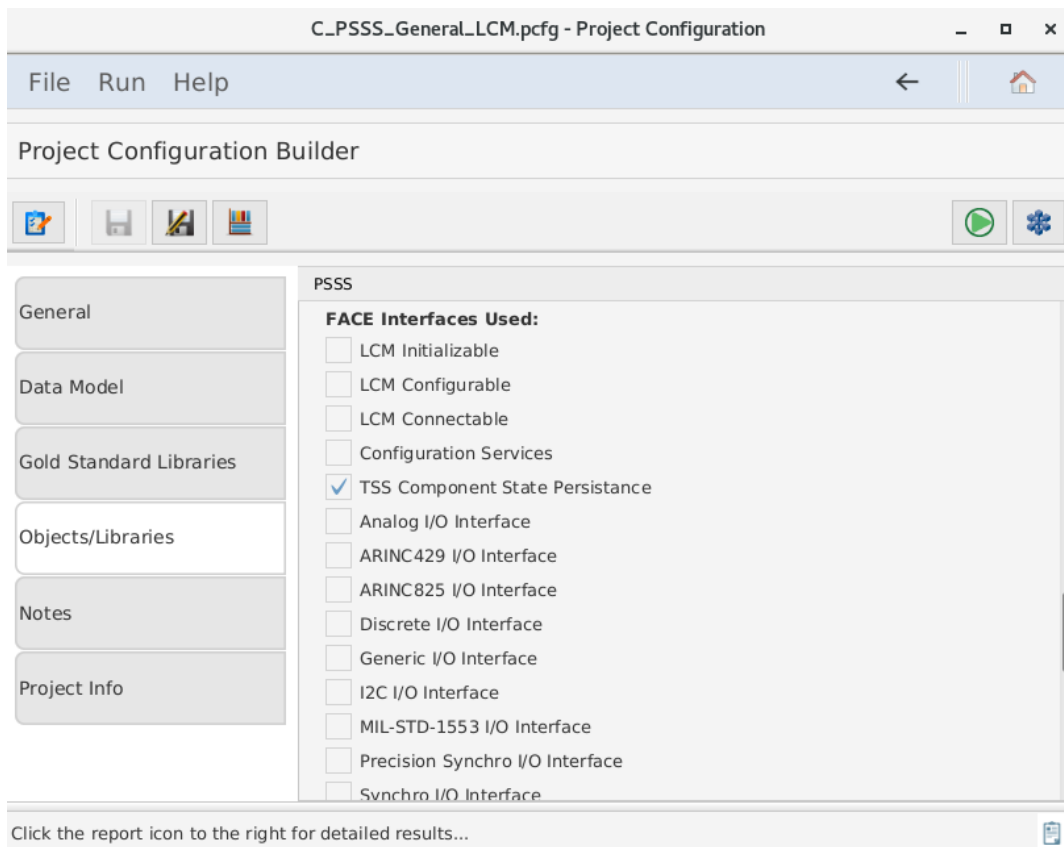 C_PSSS_General_LCM.pcfg - Project Configuration
File Run Help
Project Configuration Builder
General
Data Model
Gold Standard Libraries
Objects/Libraries
Notes
Project Info
PSSS
FACE Interfaces Used:
LCM Initializable
LCM Configurable
LCM Connectable
Configuration Services
TSS Component State Persistance
Analog I/O Interface
ARINC429 I/O Interface
ARINC825 I/O Interface
Discrete I/O Interface
Generic I/O Interface
I2C I/O Interface
MIL-STD-1553 I/O Interface
Precision Synchro I/O Interface
Synchro I/O Interface
Click the report icon to the right for detailed results...